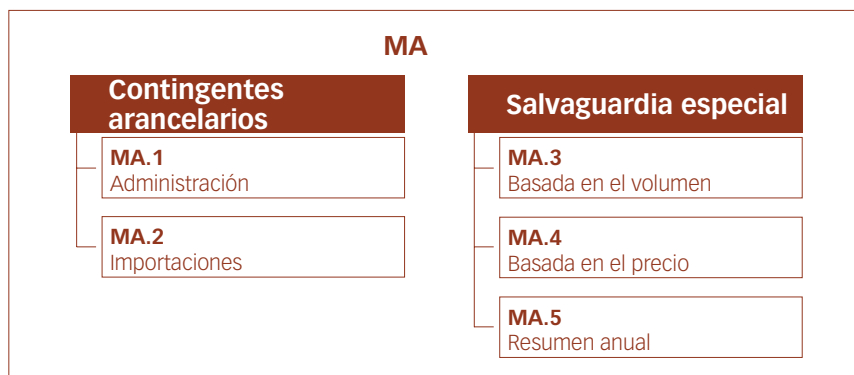 MA
Contingentes
arancelarios
MA.1
Administración
MA.2
Importaciones
Salvaguardia especial
MA.3
Basada en el volumen
MA.4
Basada en el precio
MA.5
Resumen anual